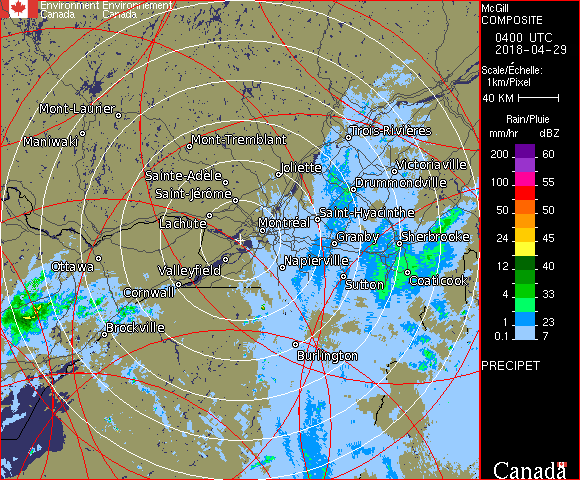 Environment Environnement
Canada Canada
McGill
COMPOSITE
0400 UTC
2018-04-29
Scale/Échelle:
1km/Pixel
40 KM
Rain/Pluie
mm/hr dBZ
200 60
100 55
50 50
24 45
12 40
4 33
1 23
0.1 7
PRECIPET
Canada
Mont-Laurier
Maniwaki
Mont-Tremblant
Trois-Rivières
Sainte-Adèle
Joliette
Victoriaville
Saint-Jérôme
Drummondville
Lachute
Montréal
Saint-Hyacinthe
Granby
Sherbrooke
Ottawa
Valleyfield
Napierville
Coaticook
Cornwall
Sutton
Brockville
Burlington